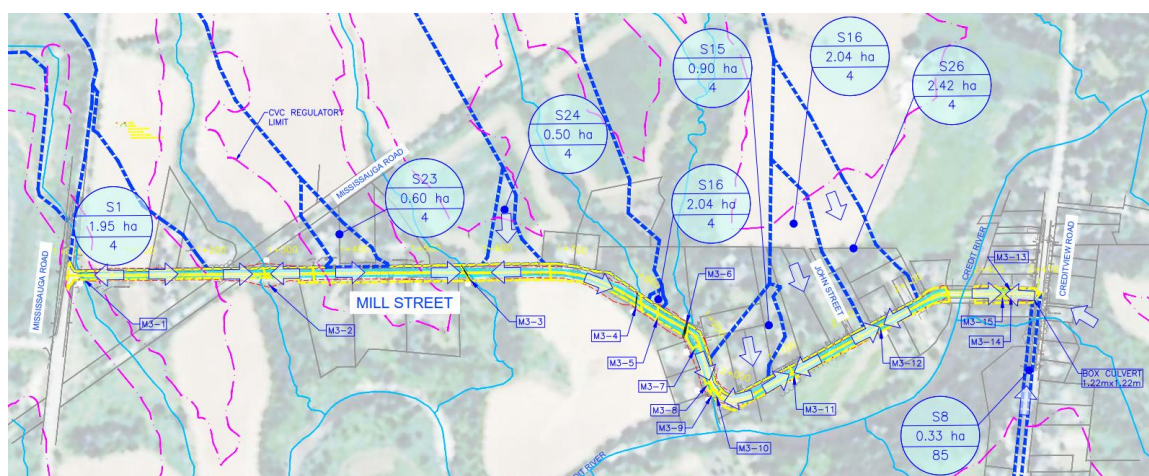 S15
0.90 ha
4
S16
2.04 ha
4
S26
2.42 ha
4
S24
0.50 ha
4
CVC REGULATORY
LIMIT
MISSISSAUGA ROAD
S23
0.60 ha
4
S16
2.04 ha
4
S1
1.95 ha
4
MISSISSAUGA ROAD
MILL STREET
JOHN STREET
CREDIT RIVER
CREDITVIEW ROAD
M3-1
M3-2
M3-3
M3-4
M3-5
M3-6
M3-7
M3-8
M3-9
M3-10
M3-11
M3-12
M3-13
M3-15
M3-14
BOX CULVERT
1.22mx1.22m
S8
0.33 ha
85
CREDIT RIVER